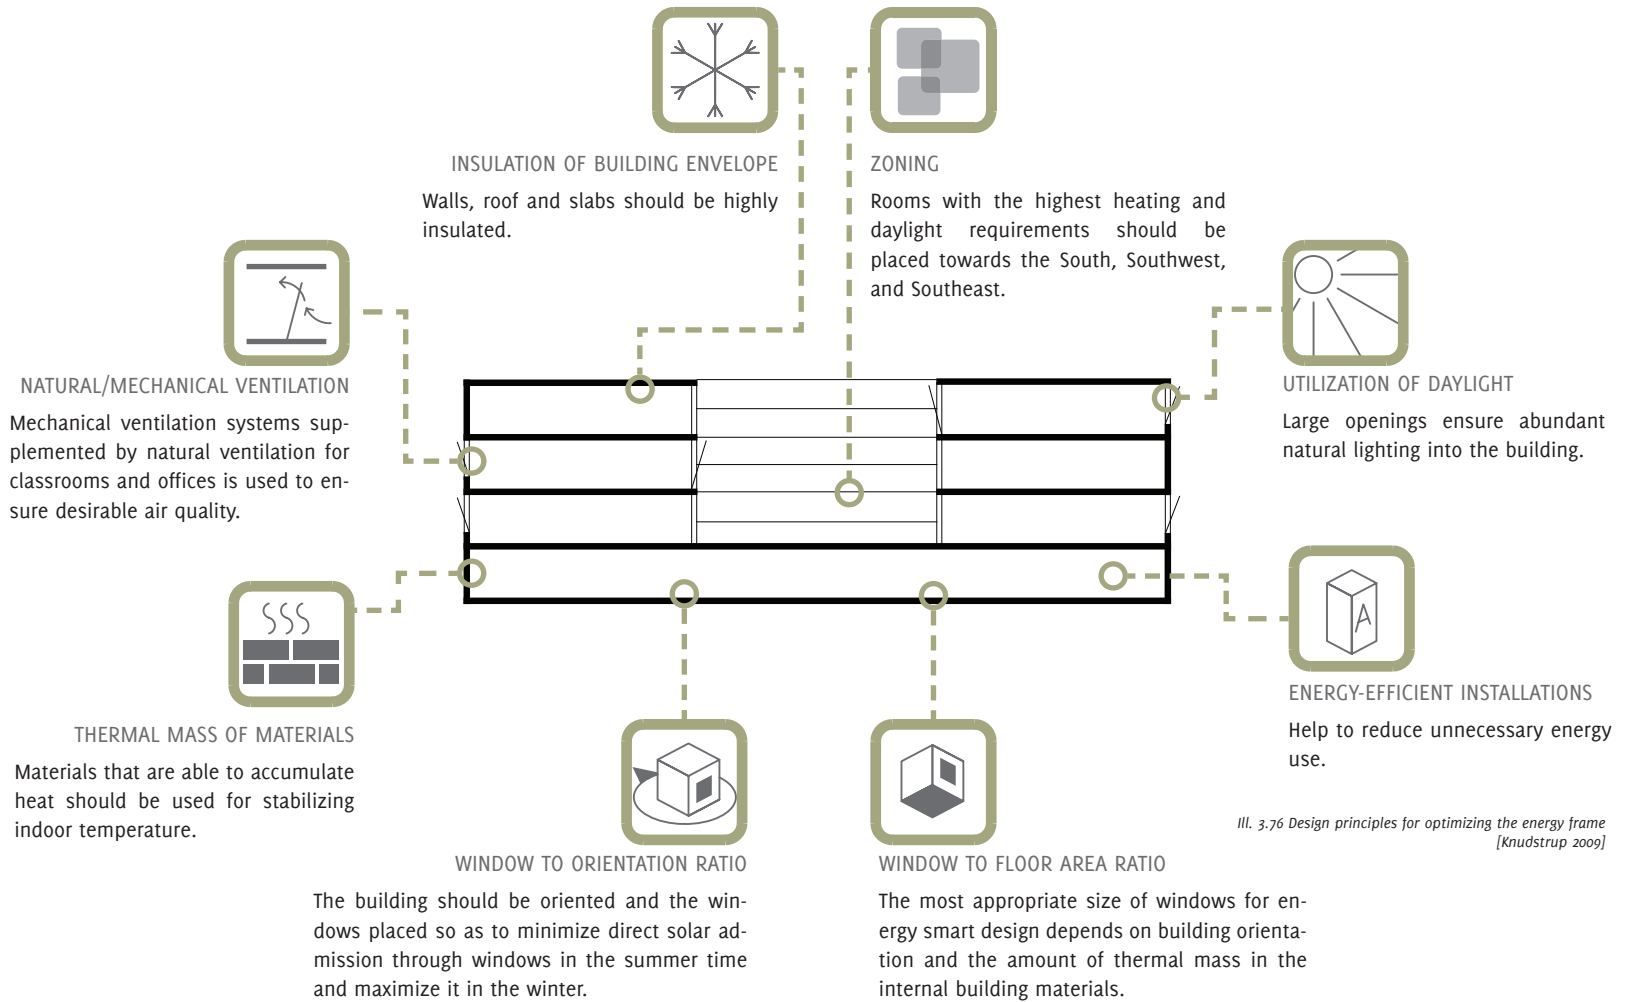 INSULATION OF BUILDING ENVELOPE
Walls, roof and slabs should be highly
insulated.
ZONING
Rooms with the highest heating and
daylight requirements should be
placed towards the South, Southwest,
and Southeast.
NATURAL/MECHANICAL VENTILATION
Mechanical ventilation systems sup-
plemented by natural ventilation for
classrooms and offices is used to en-
sure desirable air quality.
UTILIZATION OF DAYLIGHT
Large openings ensure abundant
natural lighting into the building.
THERMAL MASS OF MATERIALS
Materials that are able to accumulate
heat should be used for stabilizing
indoor temperature.
A
ENERGY-EFFICIENT INSTALLATIONS
Help to reduce unnecessary energy
use.
Ill. 3.76 Design principles for optimizing the energy frame
[Knudstrup 2009]
WINDOW TO ORIENTATION RATIO
The building should be oriented and the win-
dows placed so as to minimize direct solar ad-
mission through windows in the summer time
and maximize it in the winter.
WINDOW TO FLOOR AREA RATIO
The most appropriate size of windows for en-
ergy smart design depends on building orienta-
tion and the amount of thermal mass in the
internal building materials.